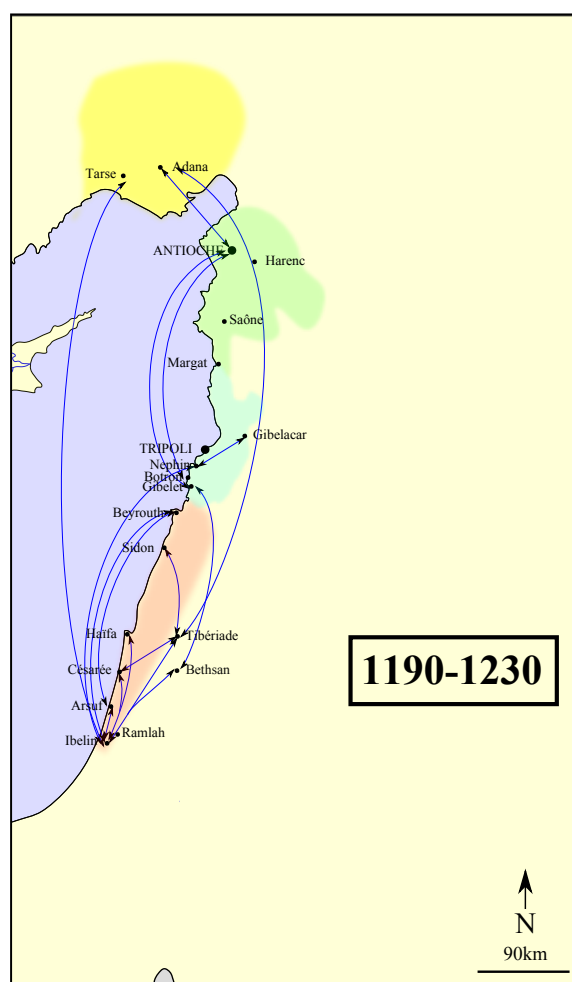 Adana
Tarse
ANTIOCHE
Harenc
Saône
Margat
Gibelacar
TRIPOLI
Nephin
Botron
Gibelet
Beyrouth
Sidon
Haïfa
Tibériade
Césarée
Bethsan
1190-1230
Arsuf
Ramlah
Ibelin
N
90km